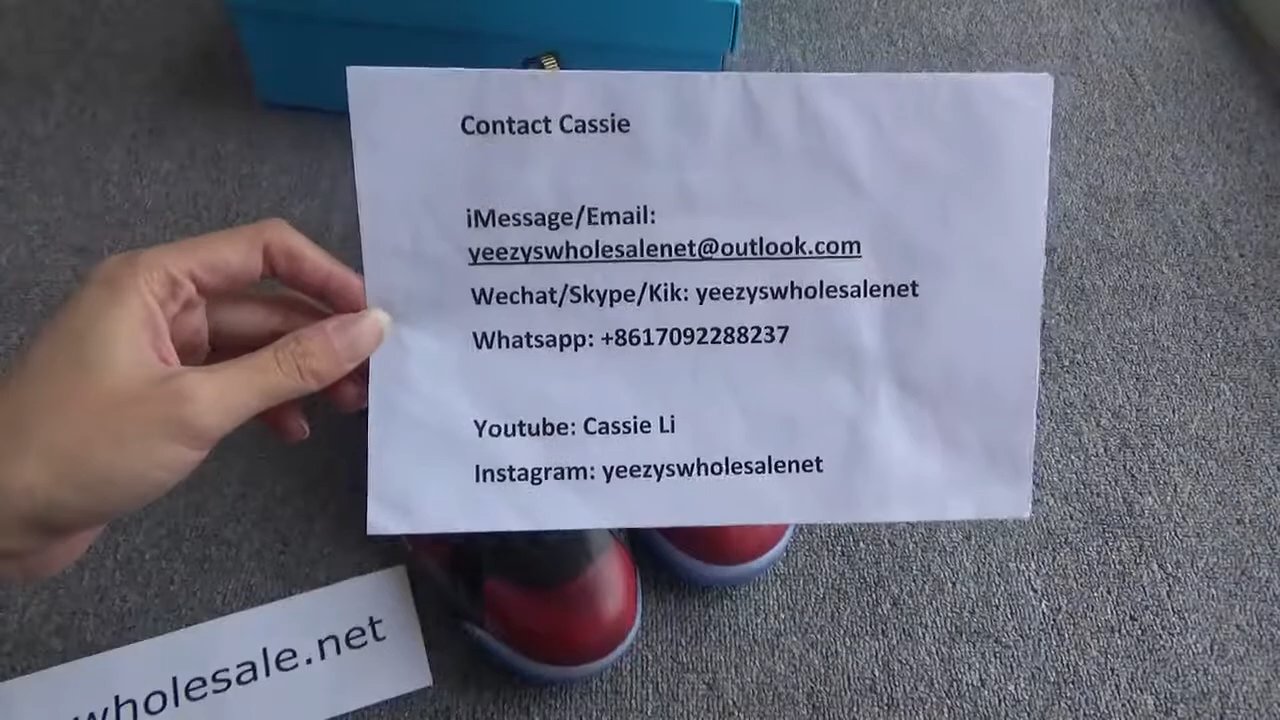 Contact Cassie
iMessage/Email:
yeezyswholesalenet@outlook.com
Wechat/Skype/Kik: yeezyswholesalenet
Whatsapp: +8617092288237
Youtube: Cassie Li
Instagram: yeezyswholesalenet
wholesale.net